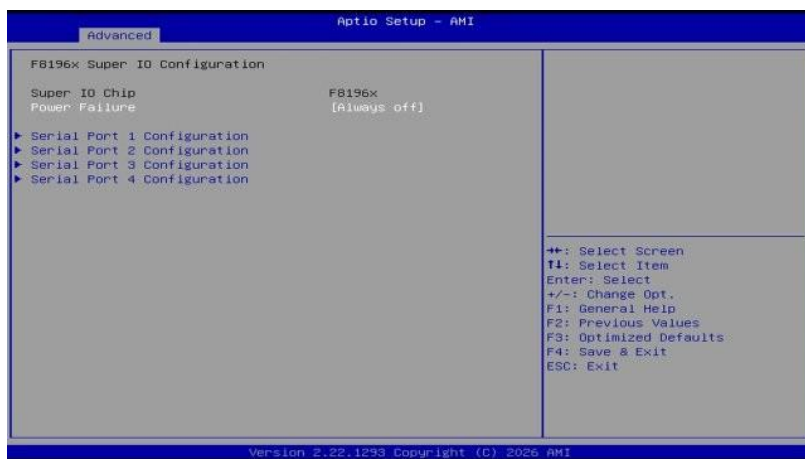 Aptio Setup – AMI
Advanced
F8196x Super IO Configuration
Super IO Chip F8196x
Power Failure [Always off]
Serial Port 1 Configuration
Serial Port 2 Configuration
Serial Port 3 Configuration
Serial Port 4 Configuration
→←: Select Screen
↑↓: Select Item
Enter: Select
+/-: Change Opt.
F1: General Help
F2: Previous Values
F3: Optimized Defaults
F4: Save & Exit
ESC: Exit
Version 2.22.1293 Copyright (C) 2026 AMI